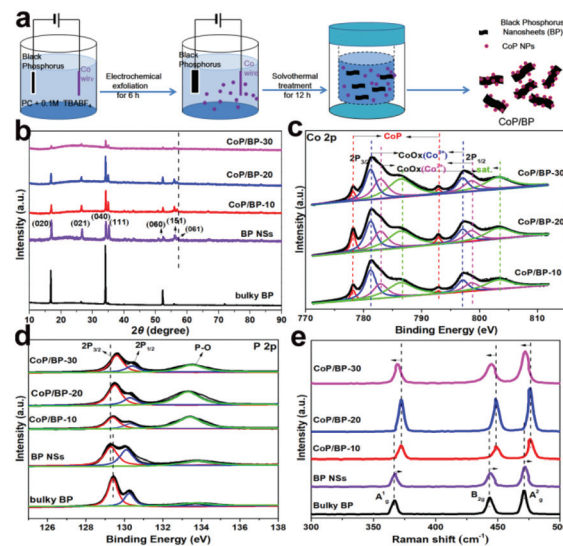 a
Black
Phosphorus
Co
wire
PC + 0.1M TBABF4
Electrochemical
exfoliation
for 6 h
Black
Phosphorus
Co
wire
Solvothermal
treatment
for 12 h
Black Phosphorus
Nanosheets (BP)
CoP NPs
CoP/BP
b
Intensity (a.u.)
CoP/BP-30
CoP/BP-20
CoP/BP-10
(020)
(021)
(040)
(111)
BP NSs
(060)
(151)
(061)
bulky BP
10 20 30 40 50 60 70 80 90
2θ (degree)
c
Co 2p
Intensity (a.u.)
CoP
2P3/2
CoOx(Co3+)
CoOx(Co2+)
2P1/2
sat.
CoP/BP-30
CoP/BP-20
CoP/BP-10
770 780 790 800 810
Binding Energy (eV)
d
P 2p
Intensity (a.u.)
2P3/2
2P1/2
P-O
CoP/BP-30
CoP/BP-20
CoP/BP-10
BP NSs
bulky BP
126 128 130 132 134 136 138
Binding Energy (eV)
e
Intensity (a.u.)
CoP/BP-30
CoP/BP-20
CoP/BP-10
BP NSs
Bulky BP
A1g
B2g
A2g
300 350 400 450 500
Raman shift (cm-1)